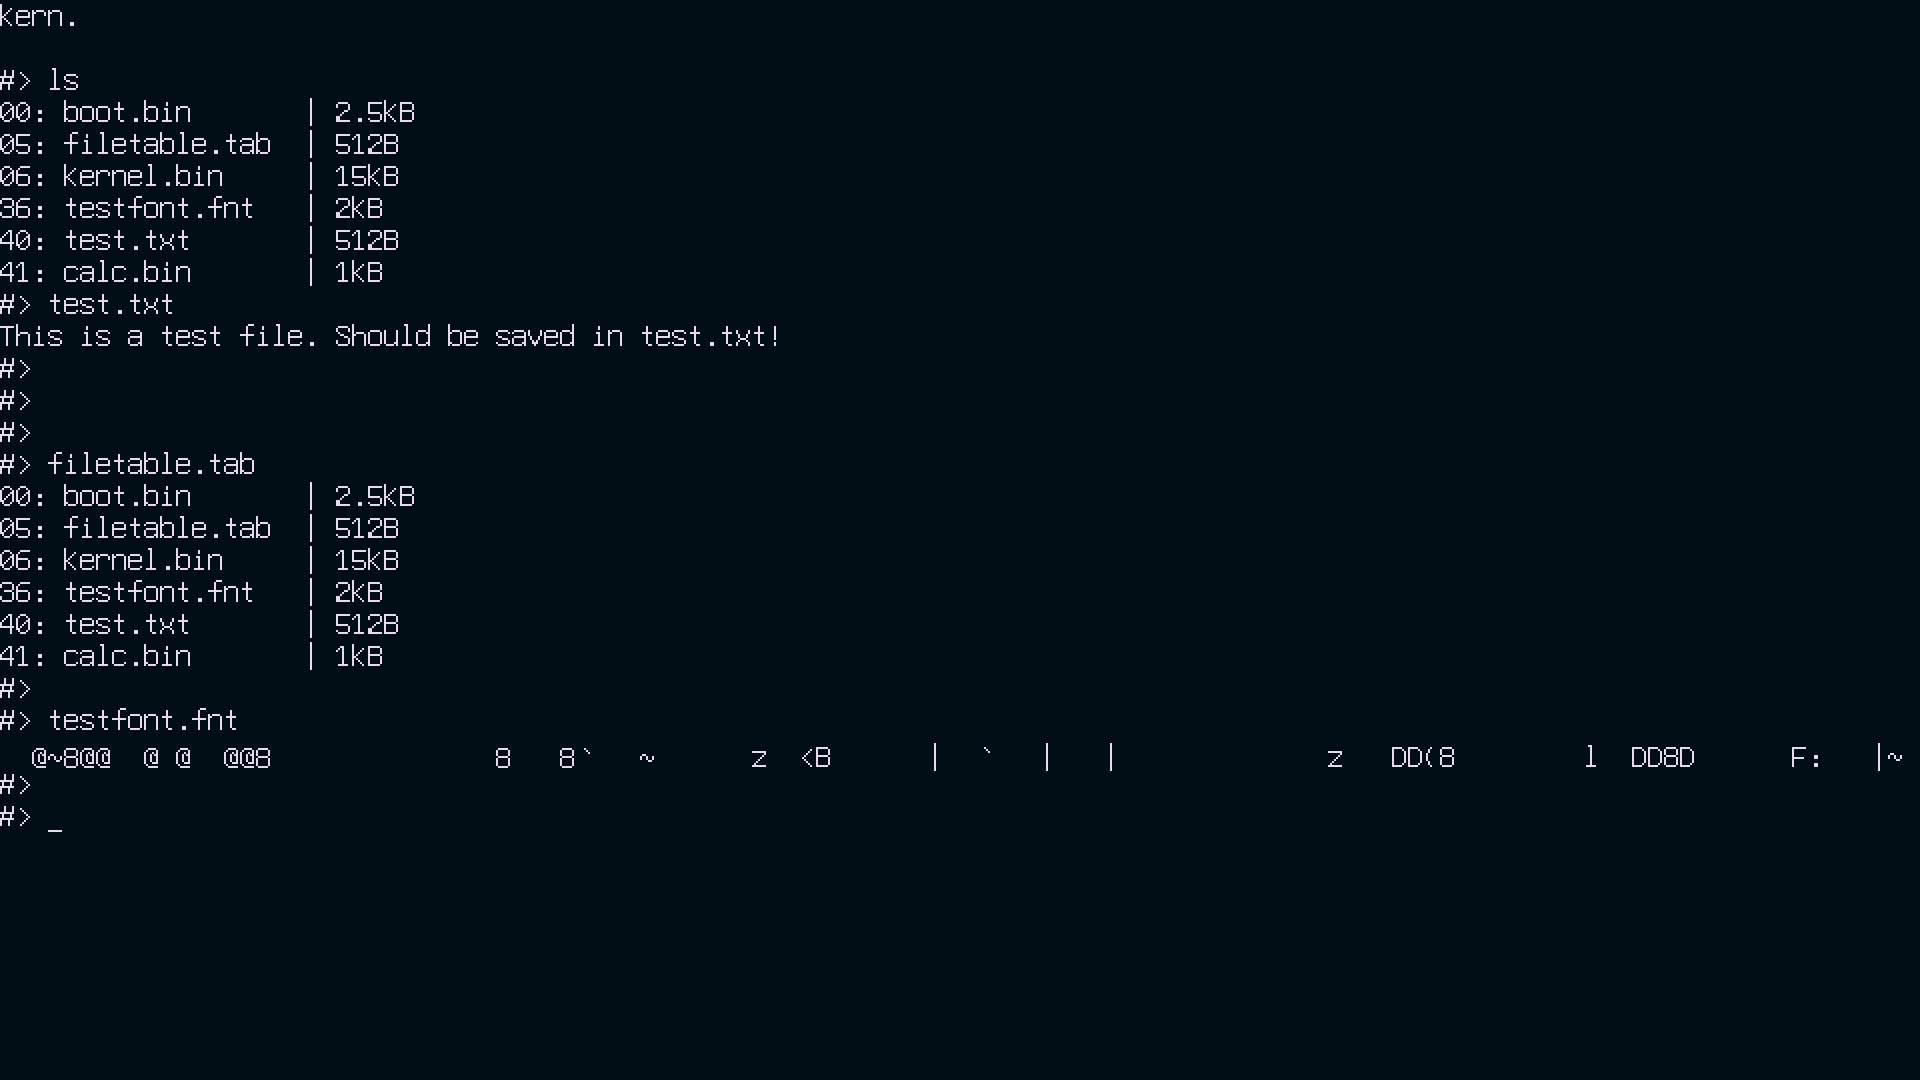 kern.
#> ls
00: boot.bin       | 2.5kB
05: filetable.tab  | 512B
06: kernel.bin     | 15kB
36: testfont.fnt   | 2kB
40: test.txt       | 512B
41: calc.bin       | 1kB
#> test.txt
This is a test file. Should be saved in test.txt!
#>
#>
#>
#> filetable.tab
00: boot.bin       | 2.5kB
05: filetable.tab  | 512B
06: kernel.bin     | 15kB
36: testfont.fnt   | 2kB
40: test.txt       | 512B
41: calc.bin       | 1kB
#>
#> testfont.fnt
  @~8@@  @ @  @@8              8   8`   ~      z  <B      |  `   |   |             z   DD(8        l  DD8D      F:   |~
#>
#> _